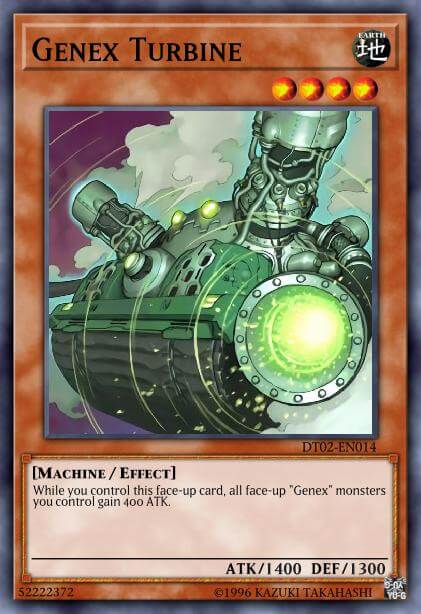 Genex Turbine
EARTH
地
DT02-EN014
[Machine / Effect]
While you control this face-up card, all face-up "Genex" monsters
you control gain 400 ATK.
ATK/1400 DEF/1300
52222372
©1996 KAZUKI TAKAHASHI